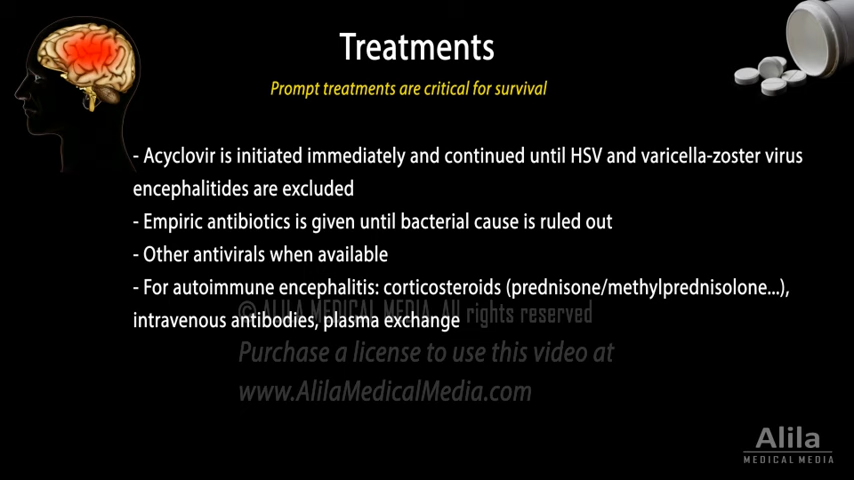 Treatments
Prompt treatments are critical for survival
- Acyclovir is initiated immediately and continued until HSV and varicella-zoster virus
encephalitides are excluded
- Empiric antibiotics is given until bacterial cause is ruled out
- Other antivirals when available
- For autoimmune encephalitis: corticosteroids (prednisone/methylprednisolone...),
intravenous antibodies, plasma exchange
© ALILA MEDICAL MEDIA. All rights reserved
Purchase a license to use this video at
www.AlilaMedicalMedia.com
Alila
MEDICAL MEDIA